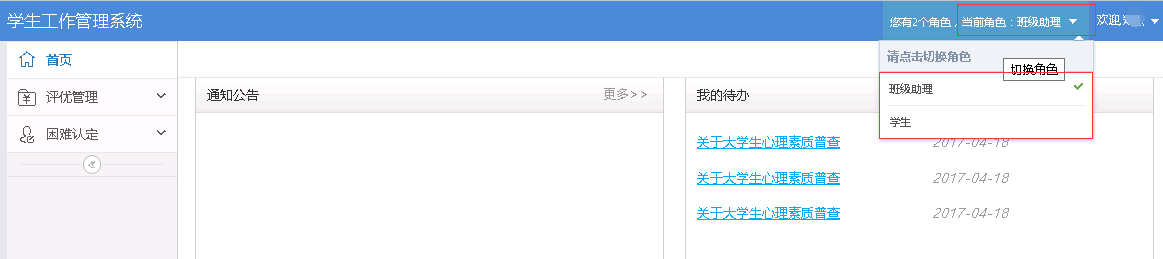 学生工作管理系统
您有2个角色，当前角色：班级助理
欢迎
首页
请点击切换角色
切换角色
评优管理
通知公告
更多>>
我的待办
班级助理
学生
困难认定
关于大学生心理素质普查
2017-04-18
关于大学生心理素质普查
2017-04-18
关于大学生心理素质普查
2017-04-18